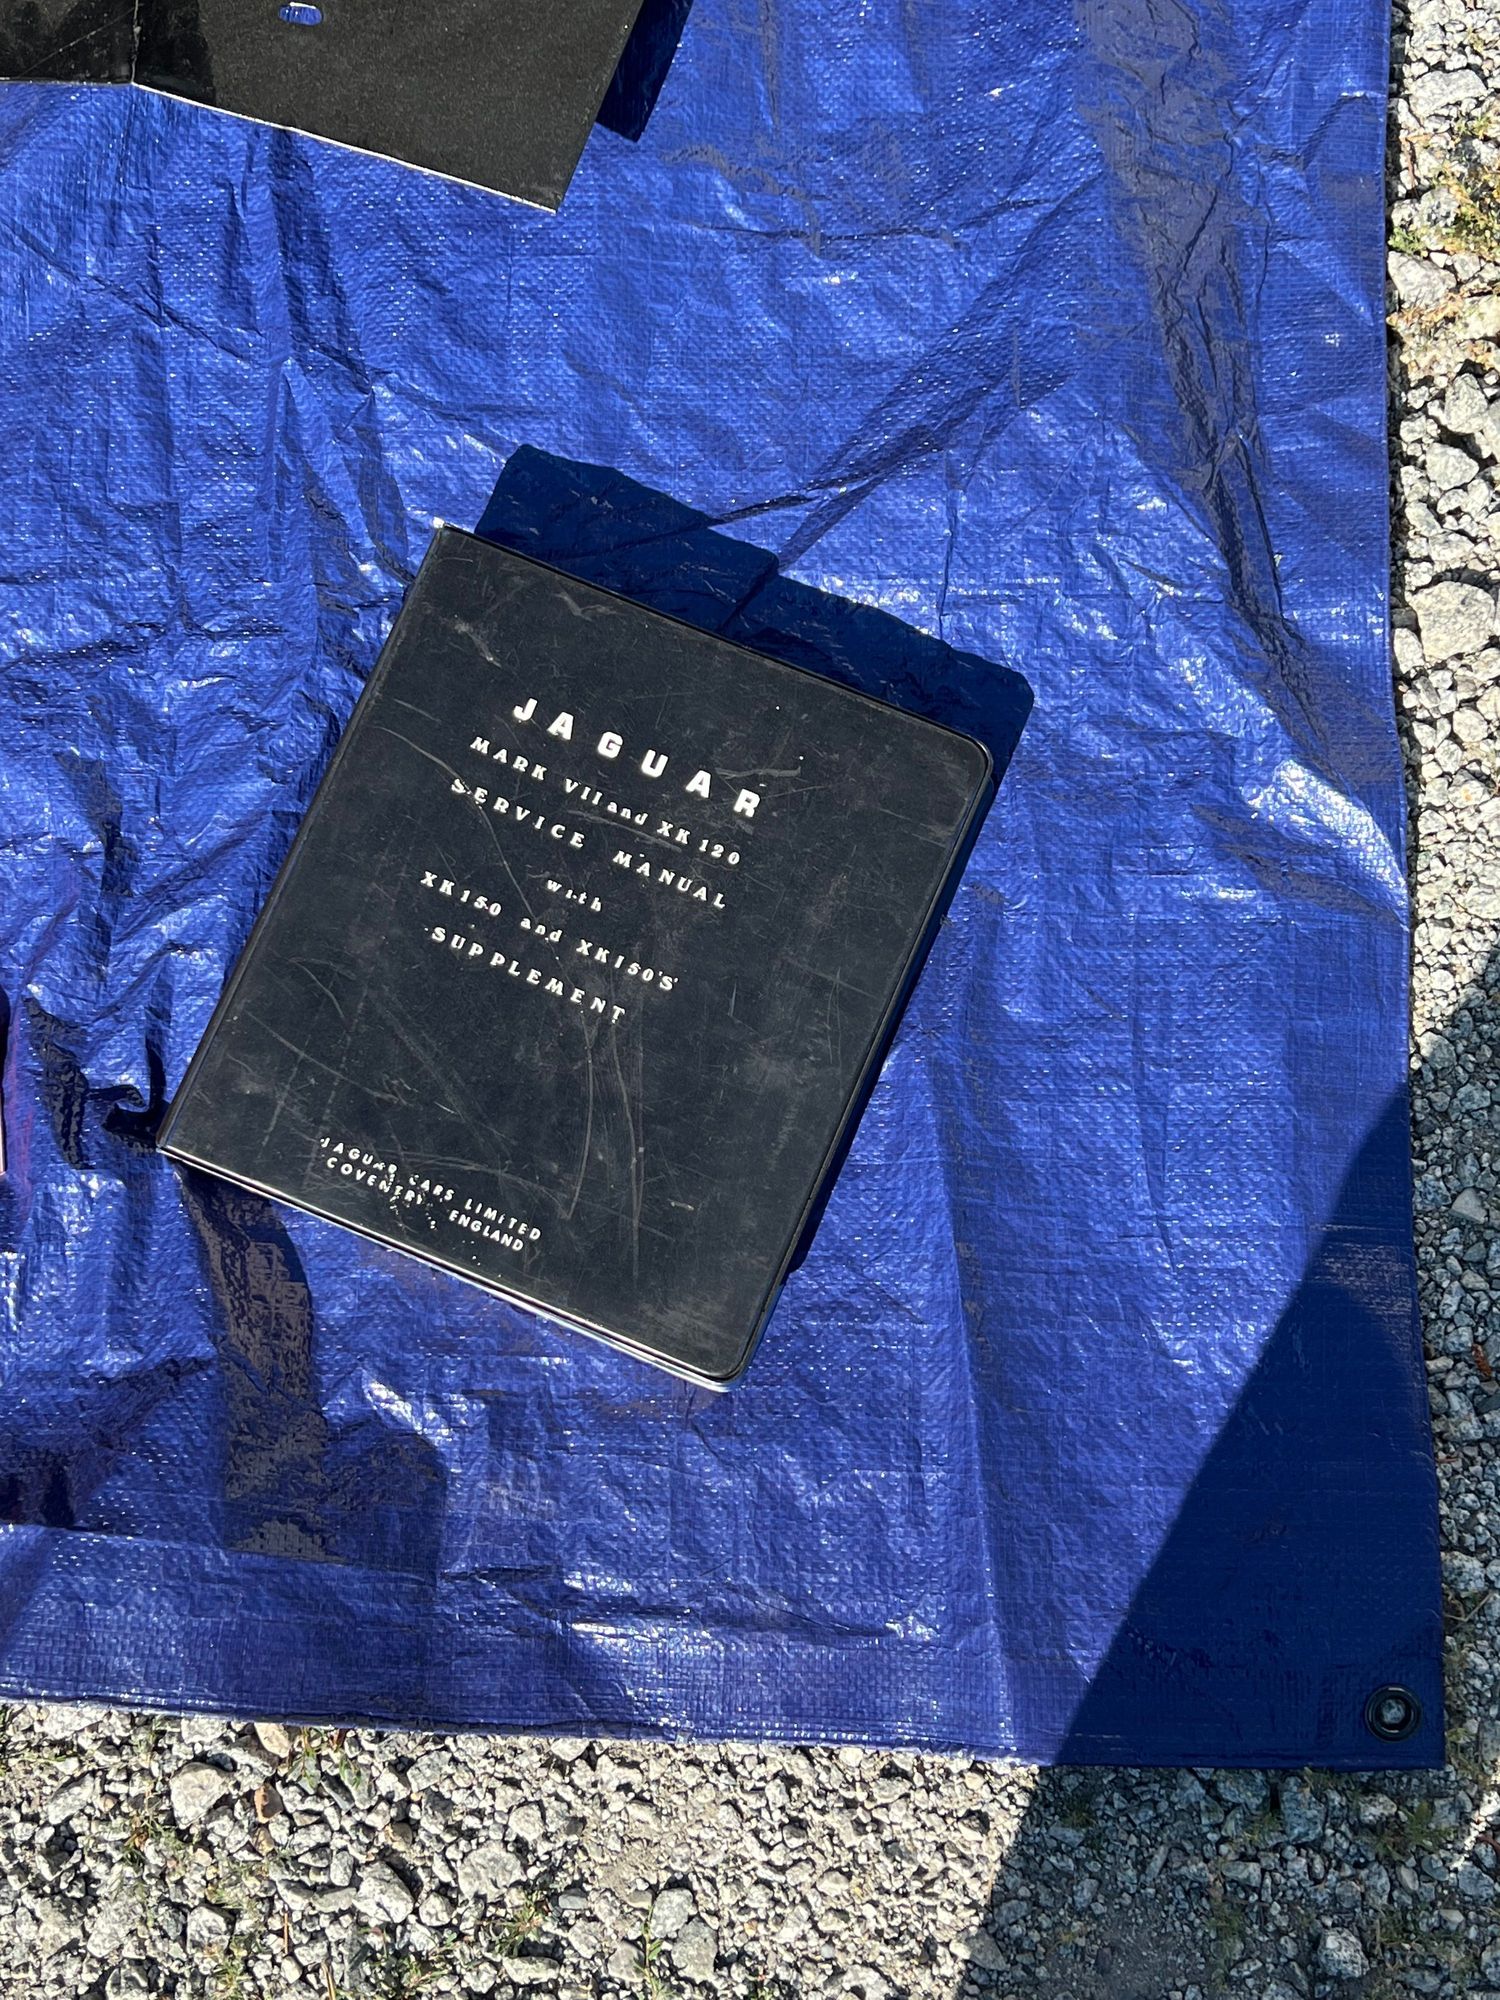 JAGUAR
MARK VII and XK 120
SERVICE MANUAL
with
XK150 and XK150'S'
SUPPLEMENT
JAGUAR CARS LIMITED
COVENTRY ENGLAND